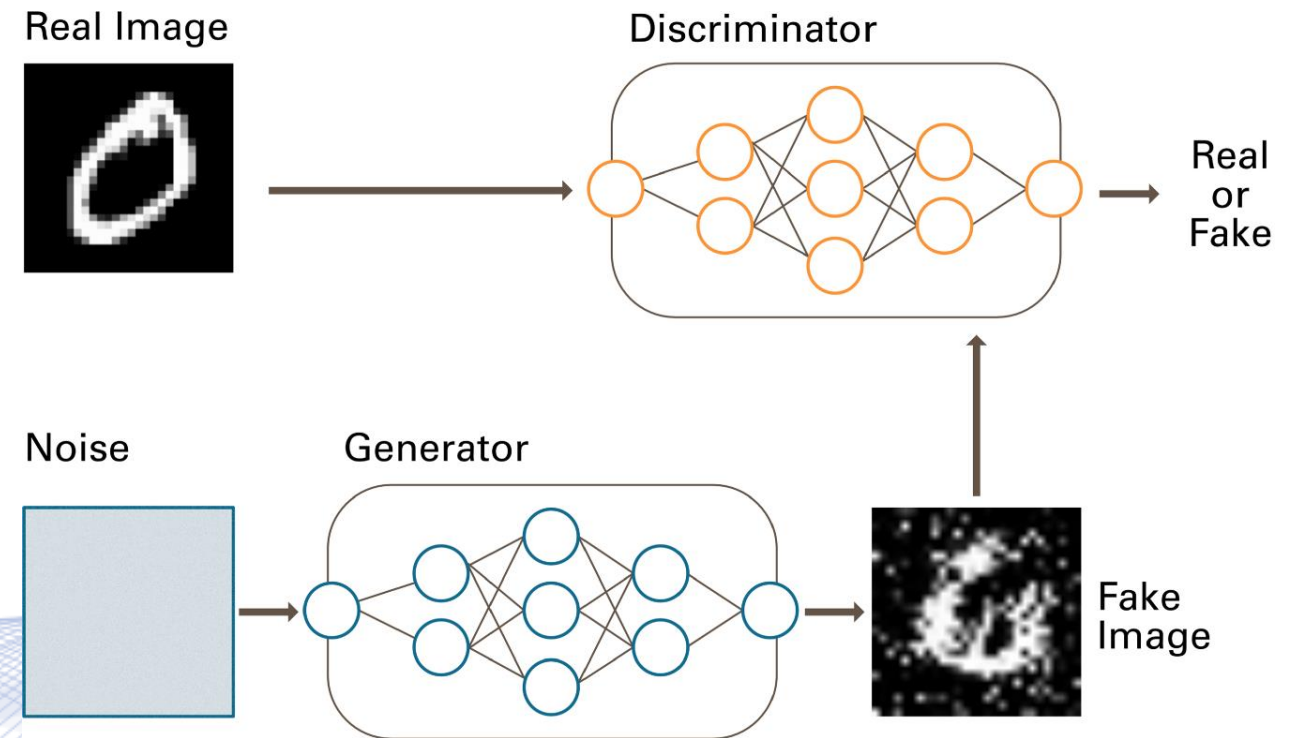 Real Image
Discriminator
Real
or
Fake
Noise
Generator
Fake
Image